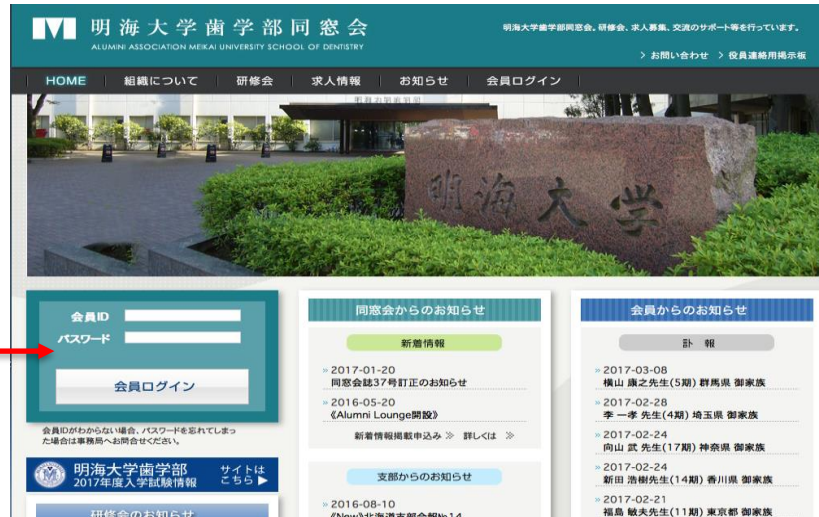 明海大学歯学部同窓会
ALUMNI ASSOCIATION MEIKAI UNIVERSITY SCHOOL OF DENTISTRY
明海大学歯学部同窓会。研修会、求人募集、交流のサポート等を行っています。
> お問い合わせ > 役員連絡用掲示板
HOME 組織について 研修会 求人情報 お知らせ 会員ログイン
明海大学
会員ID
パスワード
会員ログイン
会員IDがわからない場合、パスワードを忘れてしまっ
た場合は事務局へお問合せください。
明海大学歯学部
2017年度入学試験情報
サイトは
こちら▶
研修会のお知らせ
同窓会からのお知らせ
新着情報
» 2017-01-20
同窓会誌37号訂正のお知らせ
» 2016-05-20
《Alumni Lounge開設》
新着情報掲載申込み ≫ 詳しくは ≫
支部からのお知らせ
» 2016-08-10
《New》北海道支部会報№14
会員からのお知らせ
訃 報
» 2017-03-08
横山 康之先生(5期) 群馬県 御家族
» 2017-02-28
李 一孝 先生(4期) 埼玉県 御家族
» 2017-02-24
向山 武 先生(17期) 神奈県 御家族
» 2017-02-24
新田 浩樹先生(14期) 香川県 御家族
» 2017-02-21
福島 敏夫先生(11期) 東京都 御家族